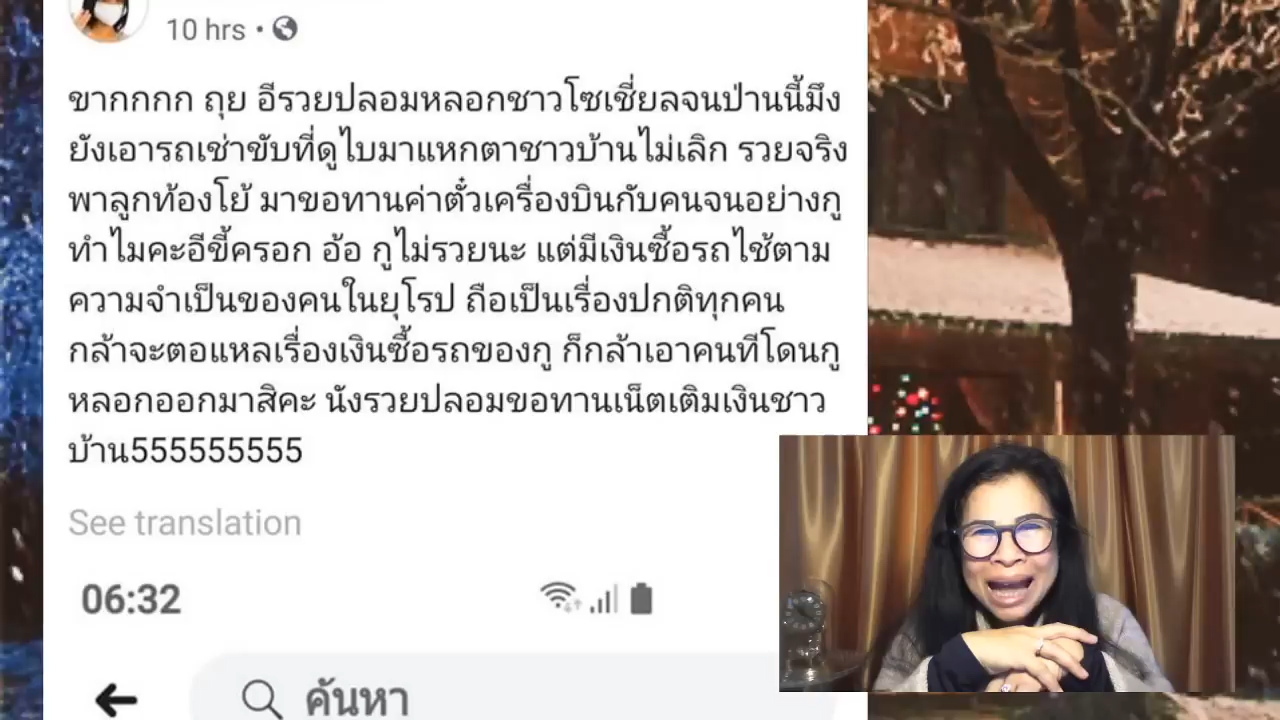 10 hrs •
ขากกกก ถุย อีรวยปลอมหลอกชาวโซเชี่ยลจนป่านนี้มึง
ยังเอารถเช่าขับที่ดูไบมาแหกตาชาวบ้านไม่เลิก รวยจริง
พาลูกท้องโย้ มาขอทานค่าตั๋วเครื่องบินกับคนจนอย่างกู
ทำไมคะอีขี้ครอก อ้อ กูไม่รวยนะ แต่มีเงินซื้อรถไช้ตาม
ความจำเป็นของคนในยุโรป ถือเป็นเรื่องปกติทุกคน
กล้าจะตอแหลเรื่องเงินซื้อรถของกู ก็กล้าเอาคนทีโดนกู
หลอกออกมาสิคะ นังรวยปลอมขอทานเน็ตเติมเงินชาว
บ้าน555555555
See translation
06:32
ค้นหา